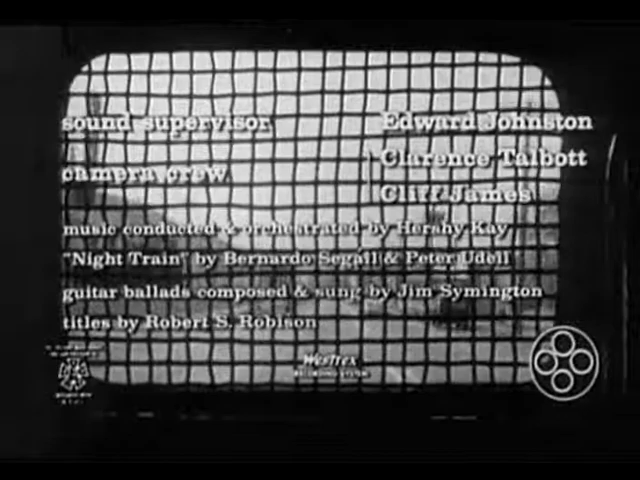 sound supervisor Edward Johnston
camera crew Clarence Talbott
Cliff James
music conducted & orchestrated by Hershy Kay
"Night Train" by Bernardo Segall & Peter Udell
guitar ballads composed & sung by Jim Symington
titles by Robert S. Robison
Westrex
RECORDING SYSTEM